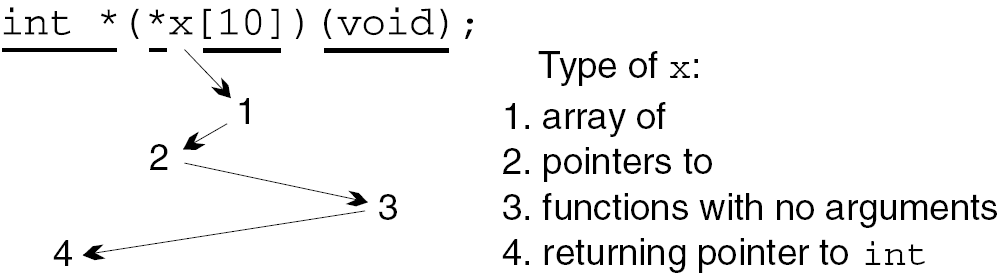 int *(*x[10])(void);
Type of x:
1
1. array of
2
2. pointers to
3
3. functions with no arguments
4
4. returning pointer to int